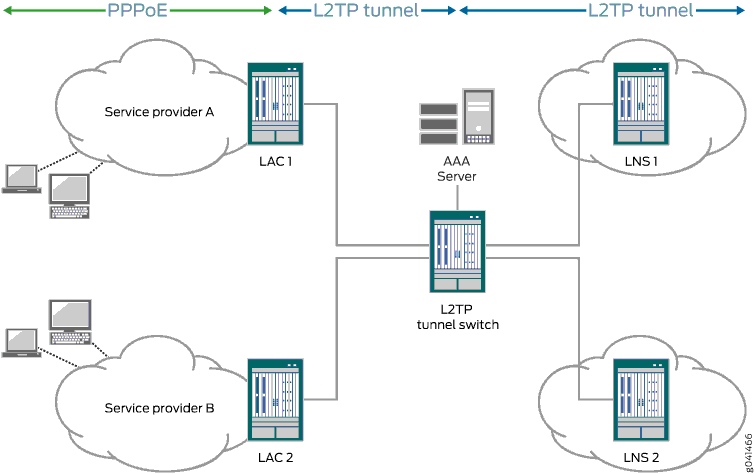 PPPoE
L2TP tunnel
L2TP tunnel
Service provider A
LAC 1
AAA
Server
LNS 1
L2TP
tunnel switch
Service provider B
LAC 2
LNS 2
g041466